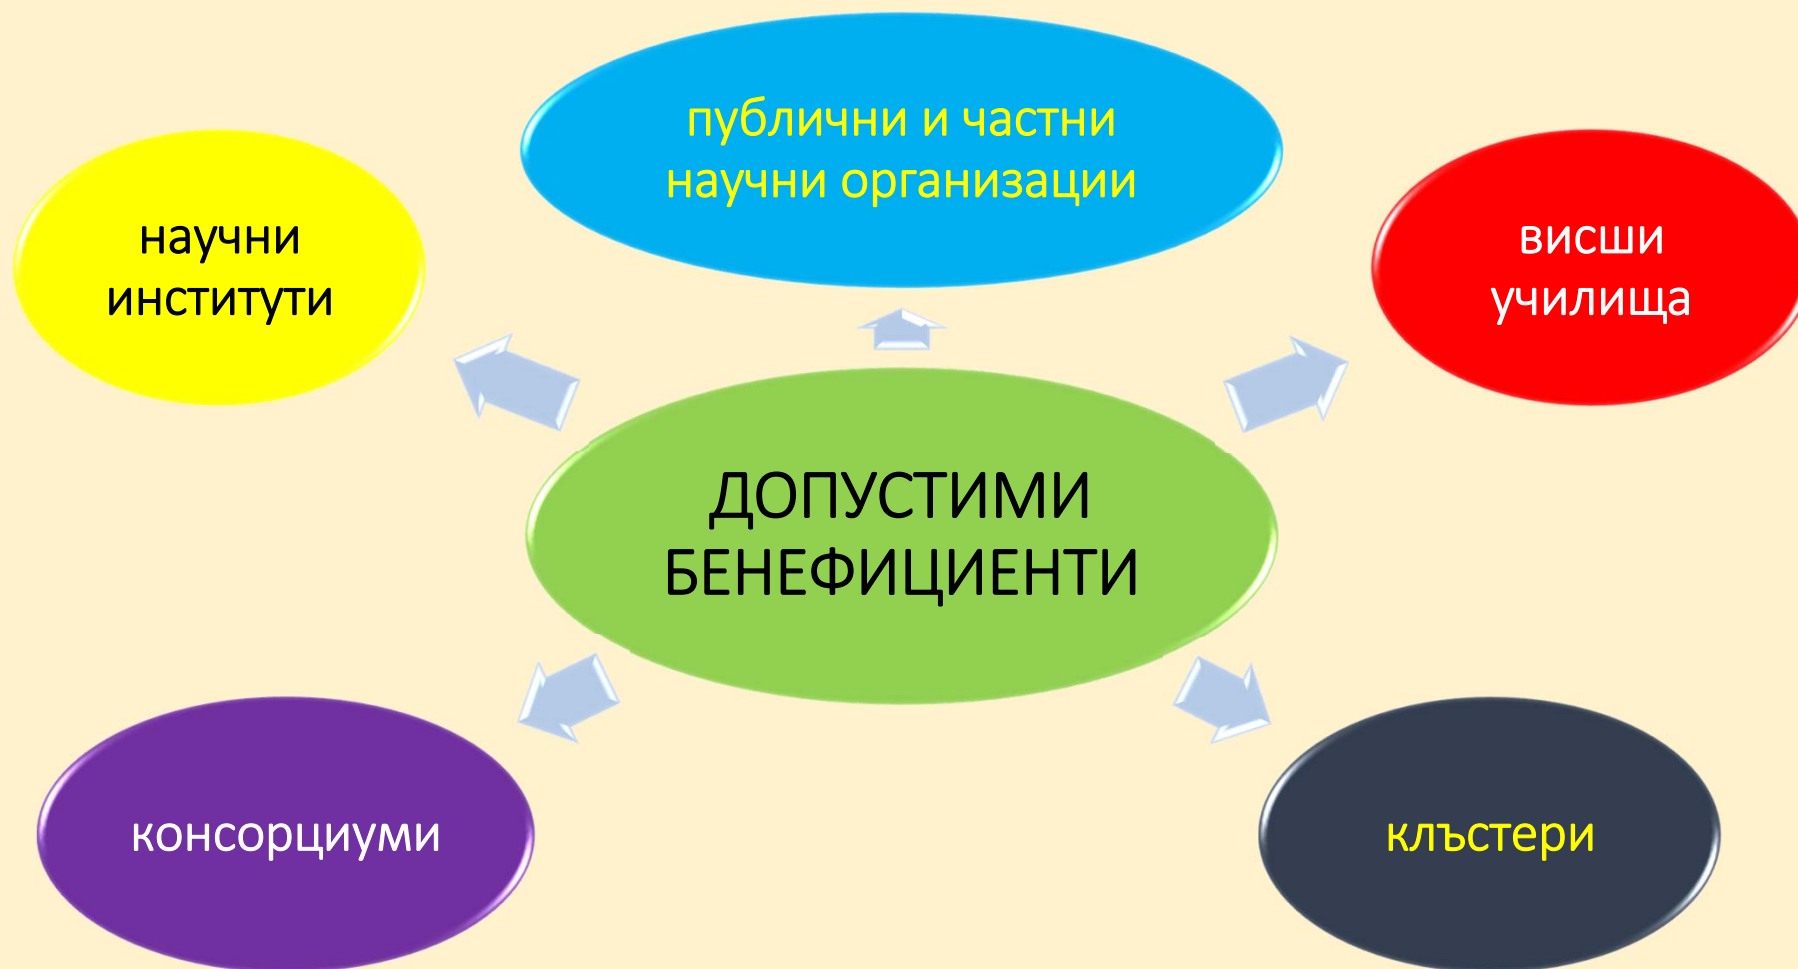 публични и частни
научни организации
научни
институти
висши
училища
ДОПУСТИМИ
БЕНЕФИЦИЕНТИ
консорциуми
клъстери